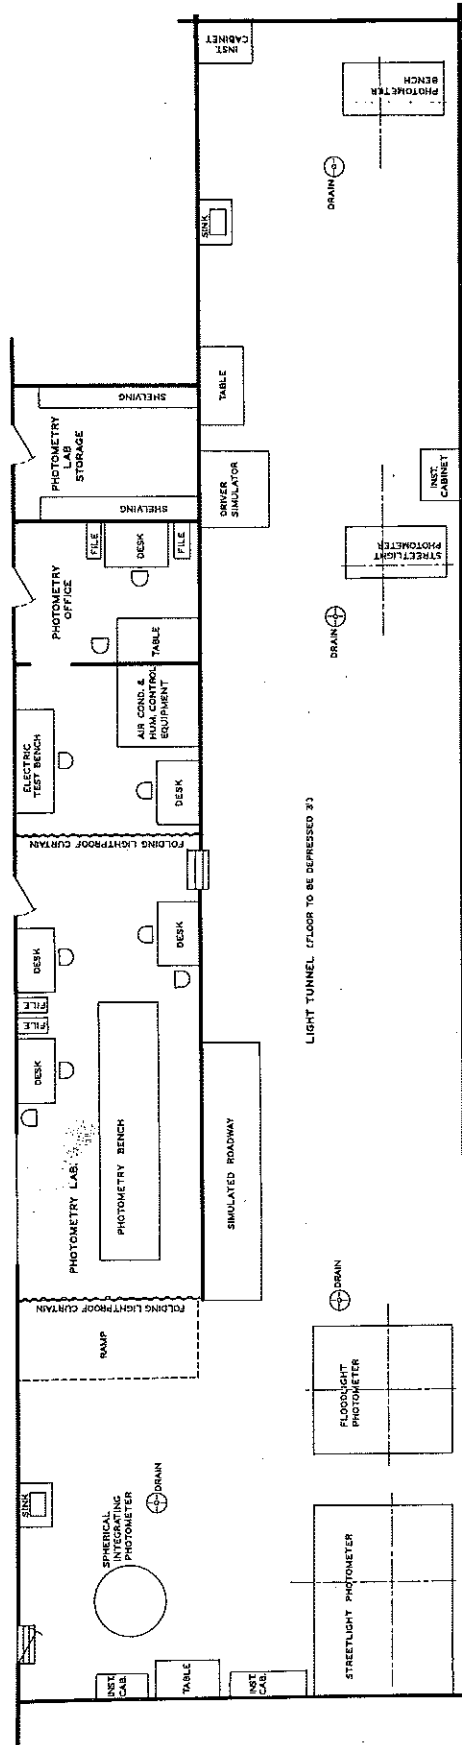 INST.
CABINET
PHOTOMETER
BENCH
DRAIN
SINK
TABLE
SHELVING
PHOTOMETRY
LAB
STORAGE
SHELVING
DRIVER
SIMULATOR
INST.
CABINET
STREETLIGHT
PHOTOMETER
FILE
DESK
FILE
PHOTOMETRY
OFFICE
TABLE
DRAIN
AIR COND. &
HUM. CONTROL
EQUIPMENT
ELECTRIC
TEST BENCH
DESK
FOLDING LIGHTPROOF CURTAIN
LIGHT TUNNEL (FLOOR TO BE DEPRESSED 3')
DESK
DESK
FILE
FILE
DESK
PHOTOMETRY LAB.
PHOTOMETRY BENCH
SIMULATED ROADWAY
FOLDING LIGHTPROOF CURTAIN
RAMP
DRAIN
FLOODLIGHT
PHOTOMETER
SINK
DRAIN
SPHERICAL
INTEGRATING
PHOTOMETER
STREETLIGHT PHOTOMETER
INST.
CAB.
TABLE
INST.
CAB.